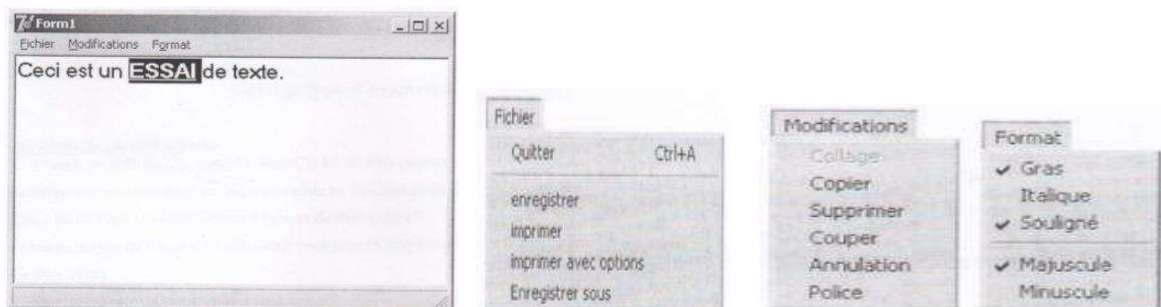 Form1
Fichier Modifications Format
Ceci est un ESSAI de texte.
Fichier
Quitter Ctrl+A
enregistrer
imprimer
imprimer avec options
Enregistrer sous
Modifications
Collage
Copier
Supprimer
Couper
Annulation
Police
Format
Gras
Italique
Souligné
Majuscule
Minuscule